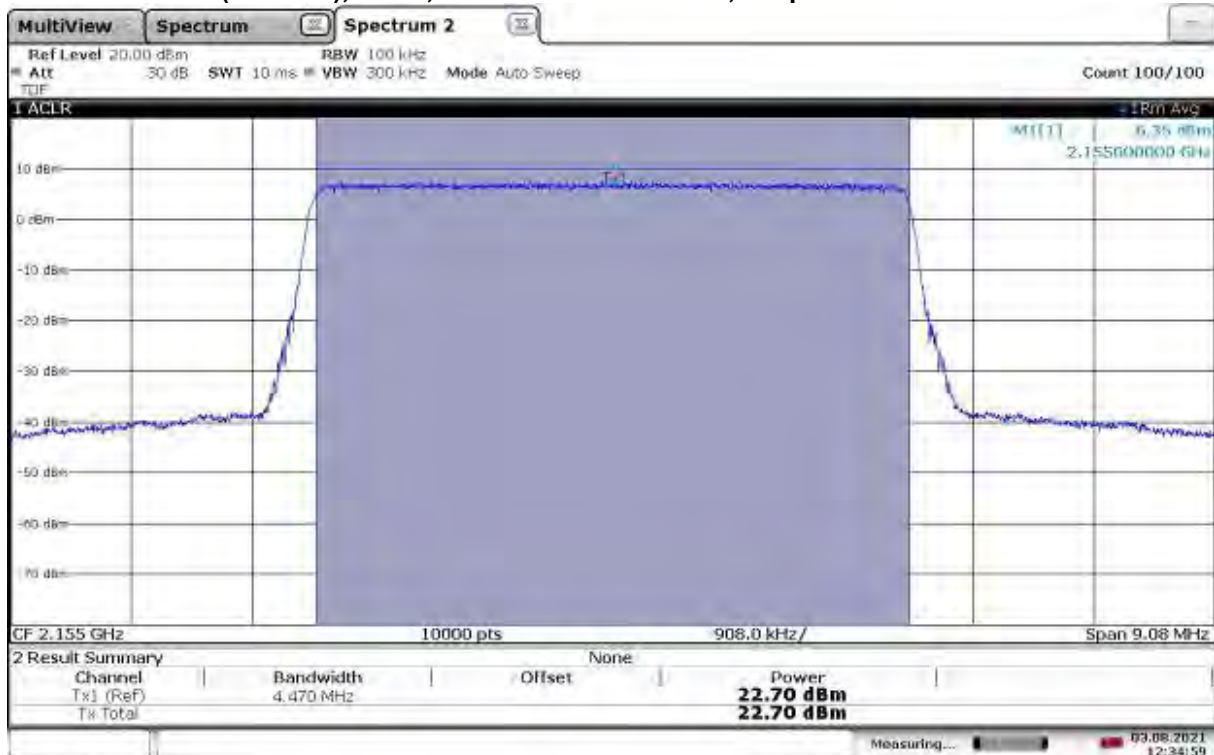 MultiView Spectrum Spectrum 2
Ref Level 20.00 dBm RBW 100 kHz
Att 30 dB SWT 10 ms VBW 300 kHz Mode Auto Sweep Count 100/100
TDF
1 ACLR 1Rm Avg
M1[1] 6.35 dBm
2.155600000 GHz
10 dBm
Tx1
0 dBm
-10 dBm
-20 dBm
-30 dBm
-40 dBm
-50 dBm
-60 dBm
-70 dBm
CF 2.155 GHz 10000 pts 908.0 kHz/ Span 9.08 MHz
2 Result Summary None
Channel Bandwidth Offset Power
Tx1 (Ref) 4.470 MHz 22.70 dBm
Tx Total 22.70 dBm
Measuring... 03.08.2021
12:34:59